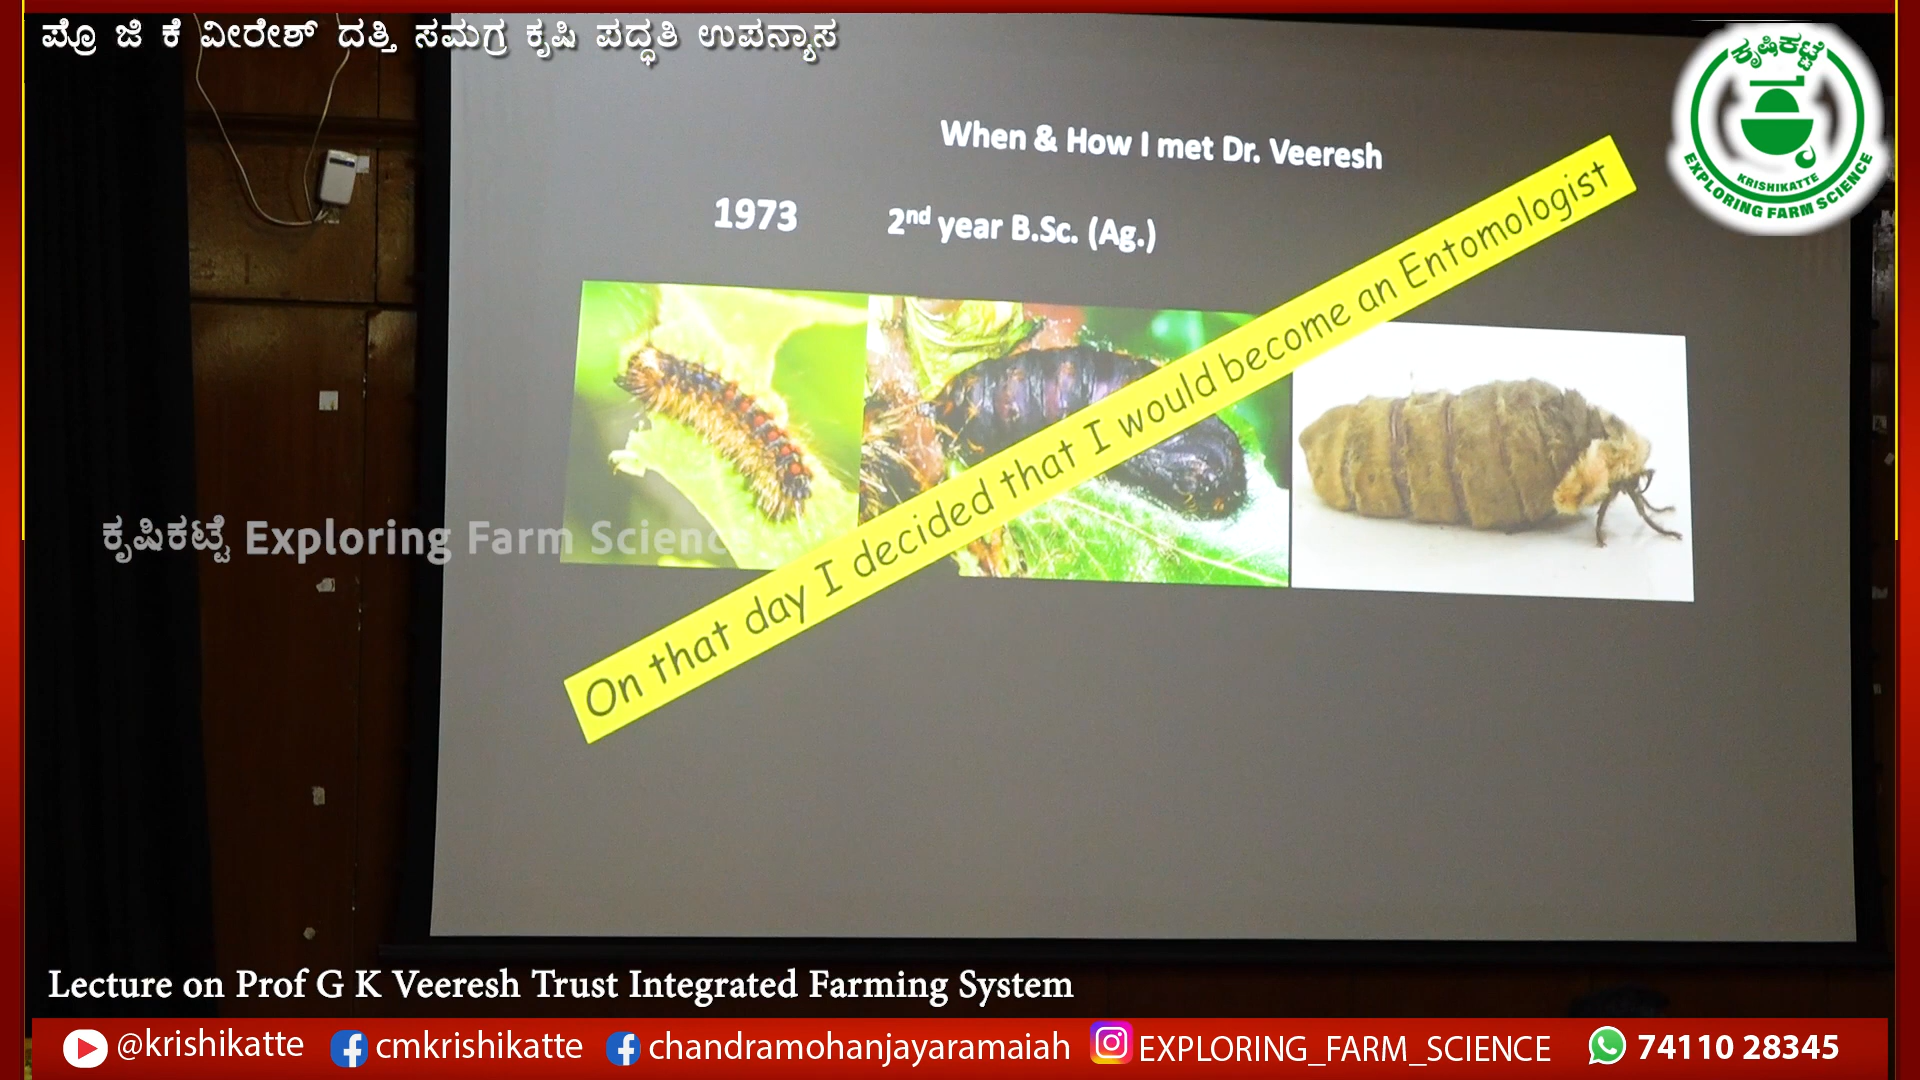 ಪ್ರೊ ಜಿ ಕೆ ವೀರೇಶ್ ದತ್ತಿ ಸಮಗ್ರ ಕೃಷಿ ಪದ್ಧತಿ ಉಪನ್ಯಾಸ
ಕೃಷಿಕಟ್ಟೆ
KRISHIKATTE
EXPLORING FARM SCIENCE
When & How I met Dr. Veeresh
1973 2nd year B.Sc. (Ag.)
On that day I decided that I would become an Entomologist
ಕೃಷಿಕಟ್ಟೆ Exploring Farm Science
Lecture on Prof G K Veeresh Trust Integrated Farming System
@krishikatte cmkrishikatte chandramohanjayaramaiah EXPLORING_FARM_SCIENCE 74110 28345